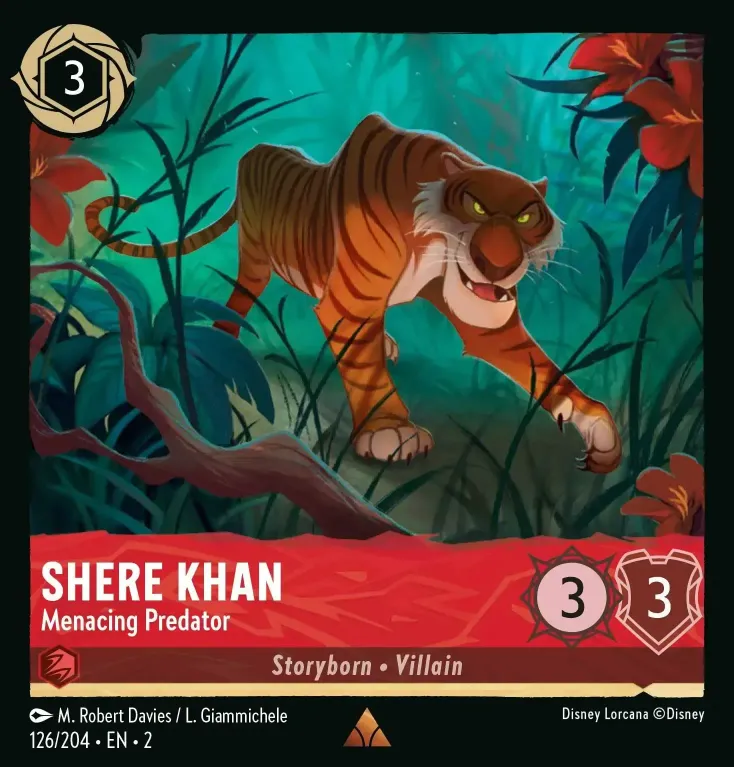 3
SHERE KHAN
Menacing Predator
3 3
Storyborn • Villain
M. Robert Davies / L. Giammichele
Disney Lorcana ©Disney
126/204 • EN • 2